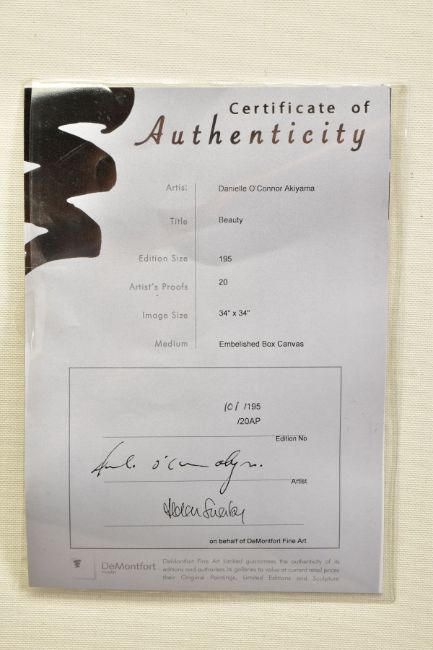 Certificate of
Authenticity
Artist Danielle O'Connor Akiyama
Title Beauty
Edition Size 195
Artist's Proofs 20
Image Size 34" x 34"
Medium Embelished Box Canvas
101 /195
/20AP
Edition No
Artist
on behalf of DeMontfort Fine Art
DeMontfort
DeMontfort Fine Art Limited guarantees the authenticity of its
editions and authorises its galleries to value at current retail prices
their Original Paintings, Limited Editions and Sculpture